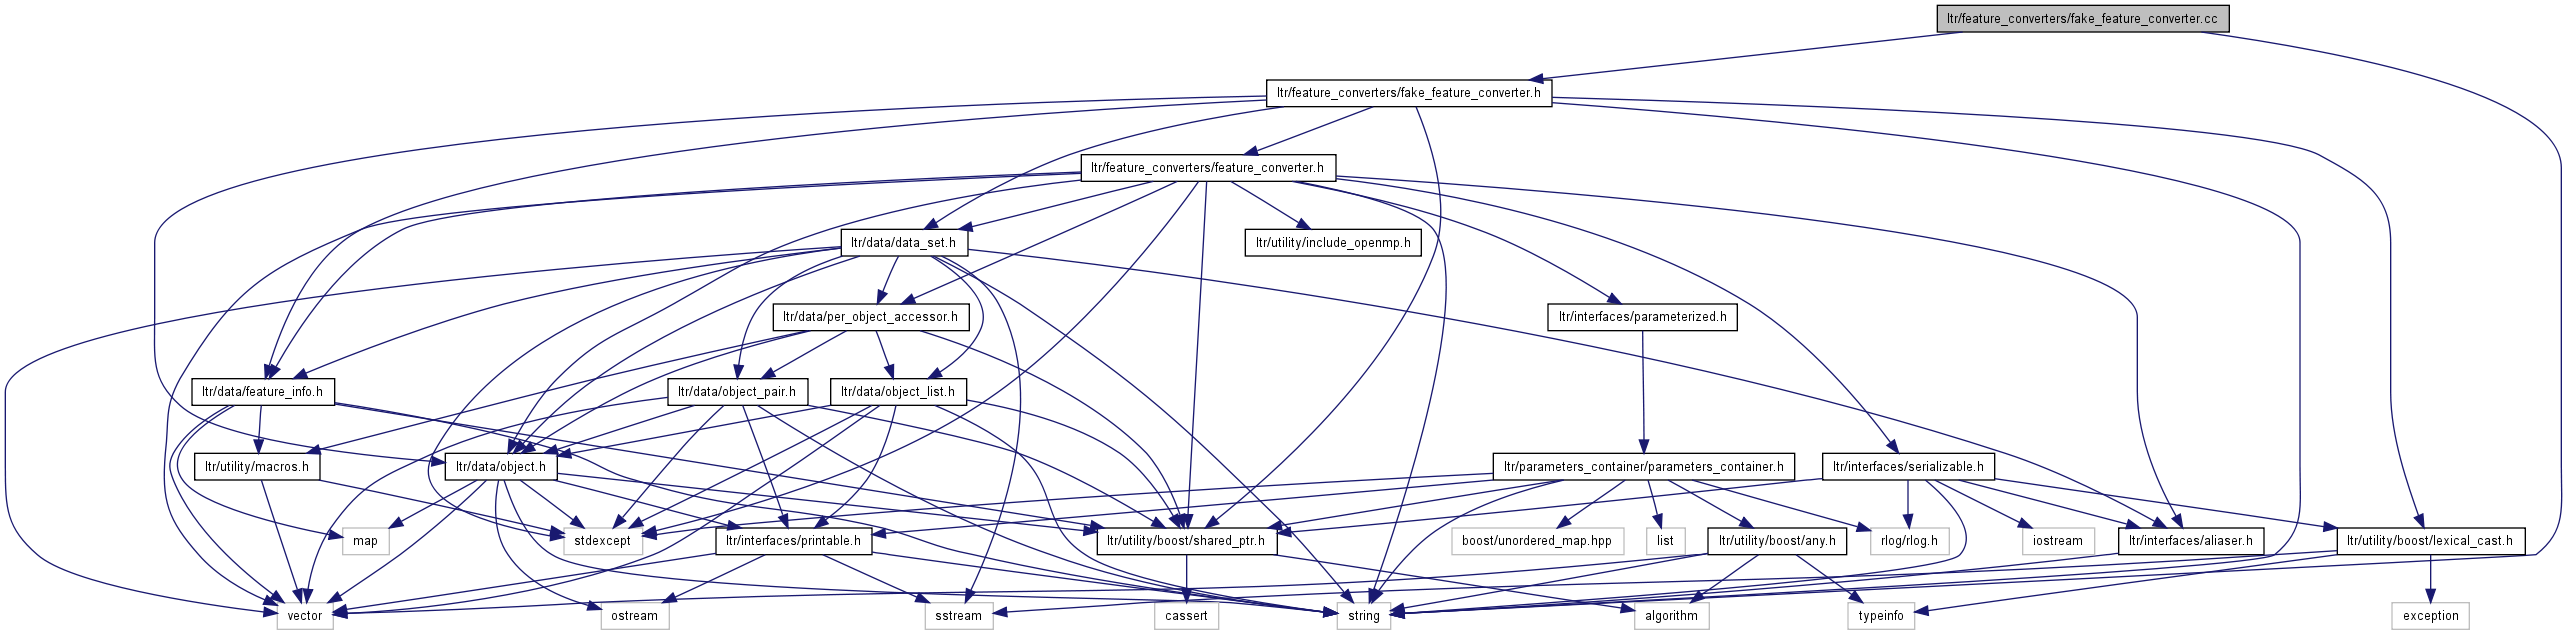 ltr/feature_converters/fake_feature_converter.cc
ltr/feature_converters/fake_feature_converter.h
ltr/feature_converters/feature_converter.h
ltr/data/data_set.h
ltr/utility/include_openmp.h
ltr/data/per_object_accessor.h
ltr/interfaces/parameterized.h
ltr/data/feature_info.h
ltr/data/object_pair.h
ltr/data/object_list.h
ltr/utility/macros.h
ltr/data/object.h
ltr/parameters_container/parameters_container.h
ltr/interfaces/serializable.h
map
stdexcept
ltr/interfaces/printable.h
ltr/utility/boost/shared_ptr.h
boost/unordered_map.hpp
list
ltr/utility/boost/any.h
rlog/rlog.h
iostream
ltr/interfaces/aliaser.h
ltr/utility/boost/lexical_cast.h
vector
ostream
sstream
cassert
string
algorithm
typeinfo
exception